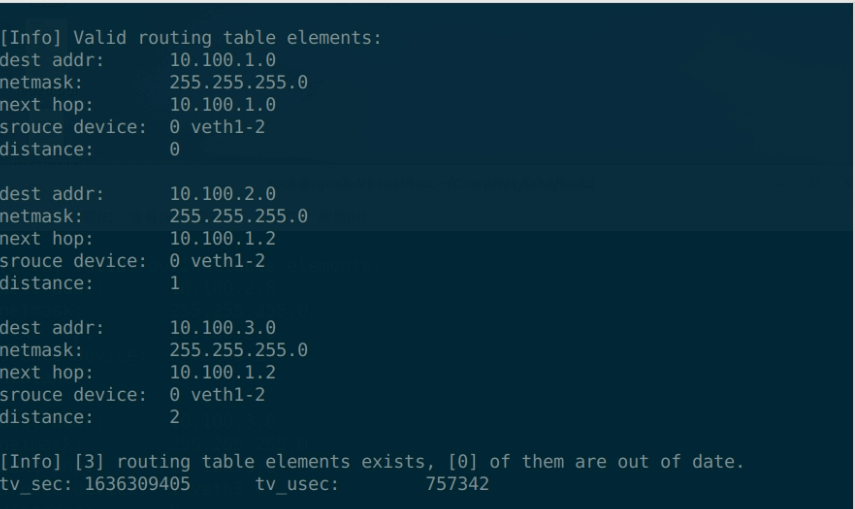 [Info] Valid routing table elements:
dest addr: 10.100.1.0
netmask: 255.255.255.0
next hop: 10.100.1.0
srouce device: 0 veth1-2
distance: 0
dest addr: 10.100.2.0
netmask: 255.255.255.0
next hop: 10.100.1.2
srouce device: 0 veth1-2
distance: 1
dest addr: 10.100.3.0
netmask: 255.255.255.0
next hop: 10.100.1.2
srouce device: 0 veth1-2
distance: 2
[Info] [3] routing table elements exists, [0] of them are out of date.
tv_sec: 1636309405 tv_usec: 757342